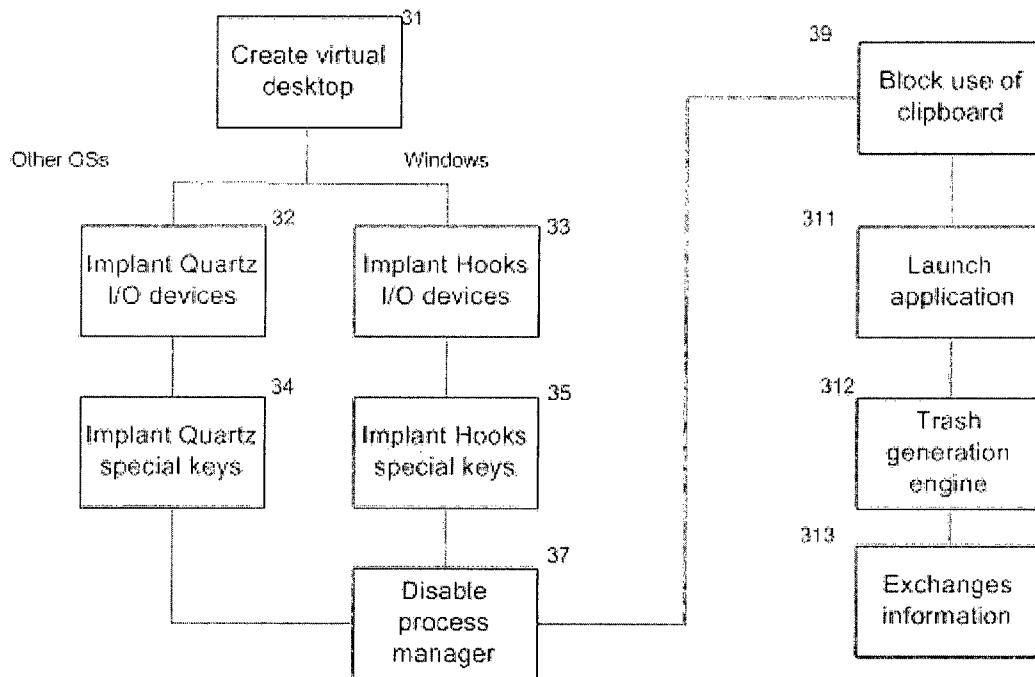 31
Create virtual
desktop
Other OSs
Windows
32
Implant Quartz
I/O devices
33
Implant Hooks
I/O devices
34
Implant Quartz
special keys
35
Implant Hooks
special keys
37
Disable
process
manager
39
Block use of
clipboard
311
Launch
application
312
Trash
generation
engine
313
Exchanges
information